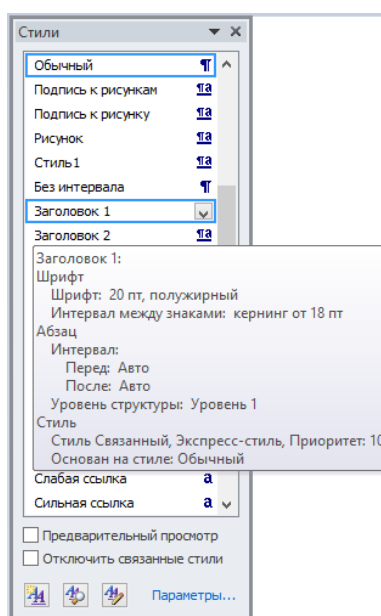 Стили
Обычный
Подпись к рисункам
Подпись к рисунку
Рисунок
Стиль1
Без интервала
Заголовок 1
Заголовок 2
Заголовок 1:
Шрифт
Шрифт: 20 пт, полужирный
Интервал между знаками: кернинг от 18 пт
Абзац
Интервал:
Перед: Авто
После: Авто
Уровень структуры: Уровень 1
Стиль
Стиль Связанный, Экспресс-стиль, Приоритет: 10
Основан на стиле: Обычный
Слабая ссылка
Сильная ссылка
Предварительный просмотр
Отключить связанные стили
Параметры...